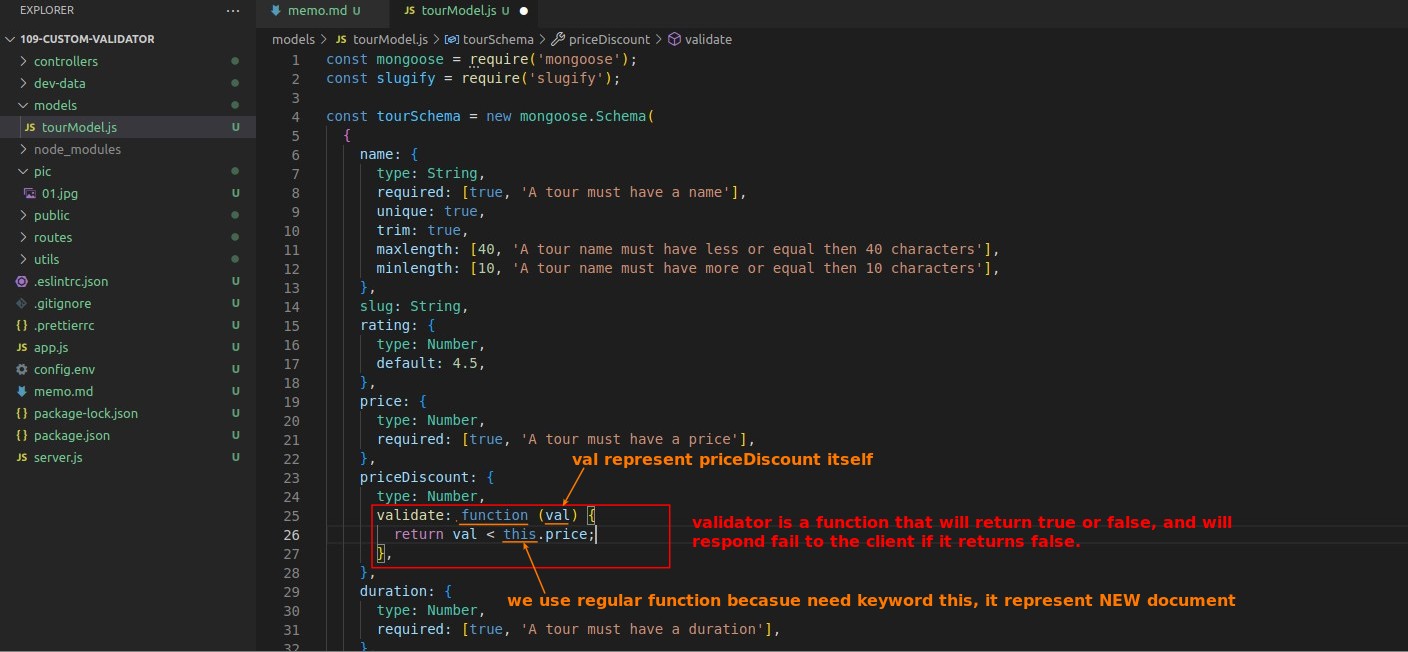 EXPLORER ···
memo.md U
JS tourModel.js U ●
109-CUSTOM-VALIDATOR
controllers
dev-data
models
JS tourModel.js U
node_modules
pic
01.jpg U
public
routes
utils
.eslintrc.json U
.gitignore U
{} .prettierrc U
JS app.js U
config.env U
memo.md U
{} package-lock.json U
{} package.json U
JS server.js U
models > JS tourModel.js > tourSchema > priceDiscount > validate
1 const mongoose = require('mongoose');
2 const slugify = require('slugify');
3
4 const tourSchema = new mongoose.Schema(
5 {
6 name: {
7 type: String,
8 required: [true, 'A tour must have a name'],
9 unique: true,
10 trim: true,
11 maxlength: [40, 'A tour name must have less or equal then 40 characters'],
12 minlength: [10, 'A tour name must have more or equal then 10 characters'],
13 },
14 slug: String,
15 rating: {
16 type: Number,
17 default: 4.5,
18 },
19 price: {
20 type: Number,
21 required: [true, 'A tour must have a price'],
22 },
val represent priceDiscount itself
23 priceDiscount: {
24 type: Number,
25 validate: function (val) {
26 return val < this.price;
27 },
validator is a function that will return true or false, and will
respond fail to the client if it returns false.
28 },
29 duration: {
we use regular function becasue need keyword this, it represent NEW document
30 type: Number,
31 required: [true, 'A tour must have a duration'],
32 }